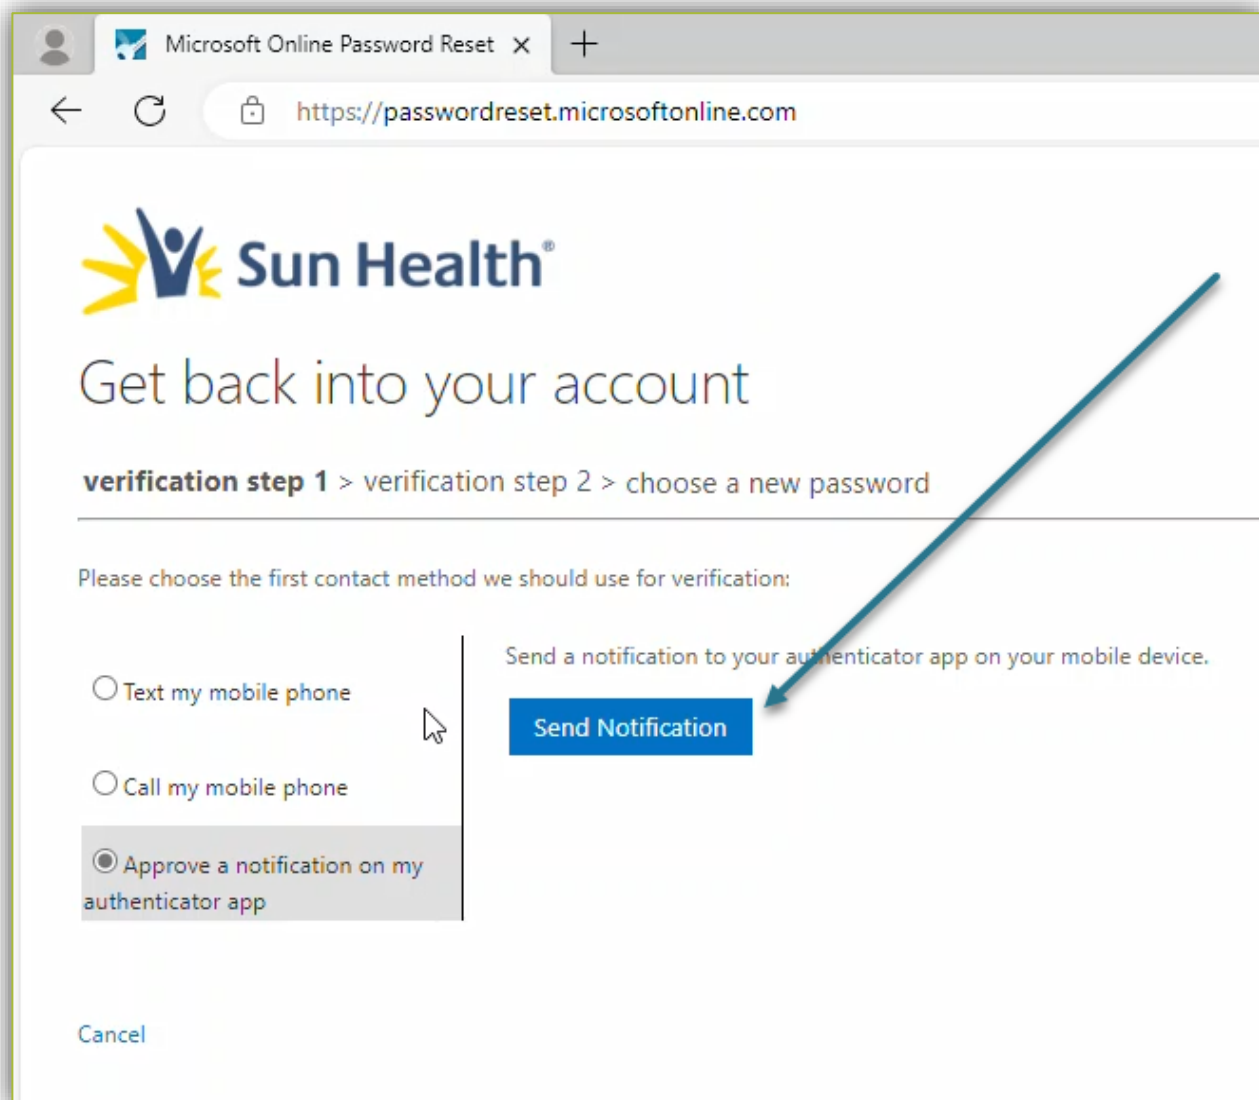 Microsoft Online Password Reset
https://passwordreset.microsoftonline.com
Sun Health®
Get back into your account
verification step 1 > verification step 2 > choose a new password
Please choose the first contact method we should use for verification:
Text my mobile phone
Call my mobile phone
Approve a notification on my
authenticator app
Send a notification to your authenticator app on your mobile device.
Send Notification
Cancel